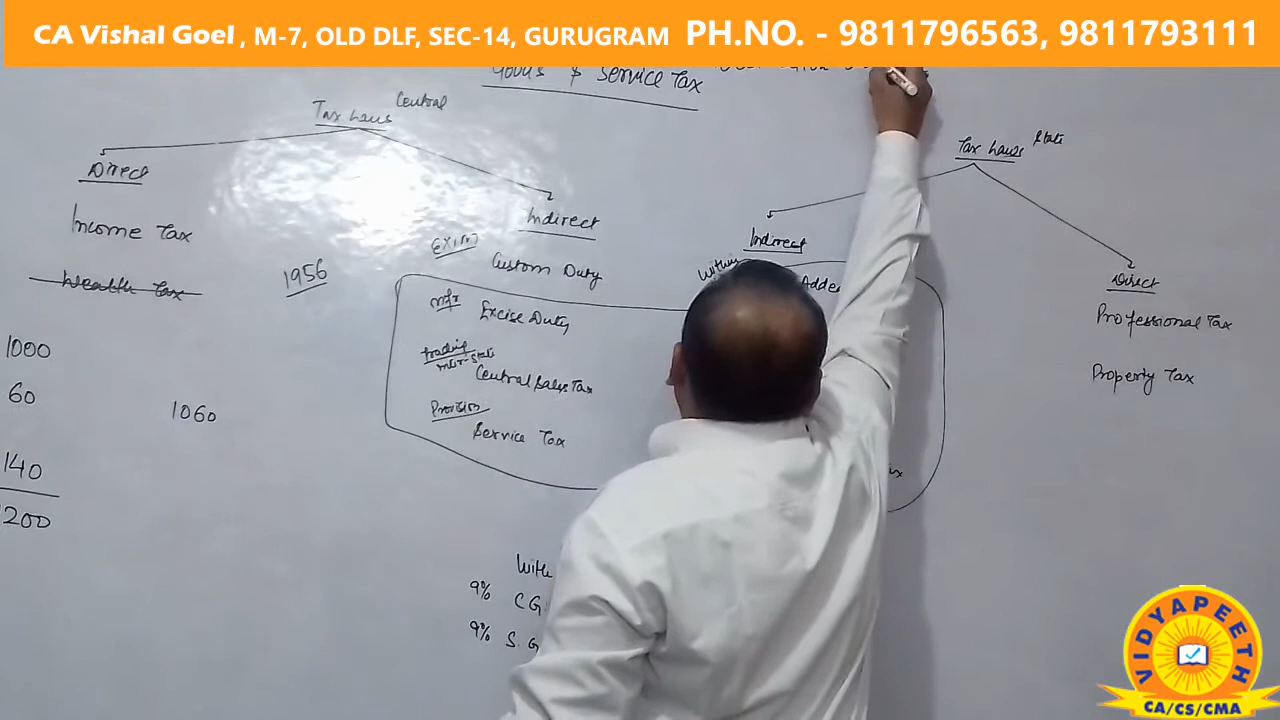 CA Vishal Goel , M-7, OLD DLF, SEC-14, GURUGRAM PH.NO. - 9811796563, 9811793111
Goods & Service Tax
Tax Laws Central
Direct
Income Tax
Wealth Tax
1956
1000
60
1060
140
200
Indirect
EXIM
Custom Duty
Mfr
Excise Duty
trading
inter-state
Central Sales Tax
Provision
Service Tax
Tax Laws State
Indirect
Within
Direct
Professional Tax
Property Tax
9% CG
9% S.G
VIDYAPEETH
CA/CS/CMA